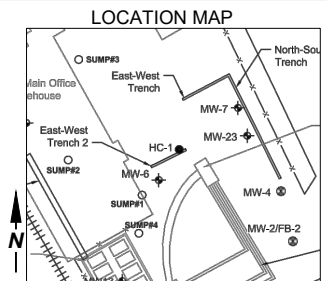 LOCATION MAP
SUMP#3
North-Sou
Trench
East-West
Trench
Main Office
ehouse
MW-7
East-West
Trench 2
MW-23
HC-1
SUMP#2
MW-6
MW-4
SUMP#1
SUMP#4
MW-2/FB-2
N